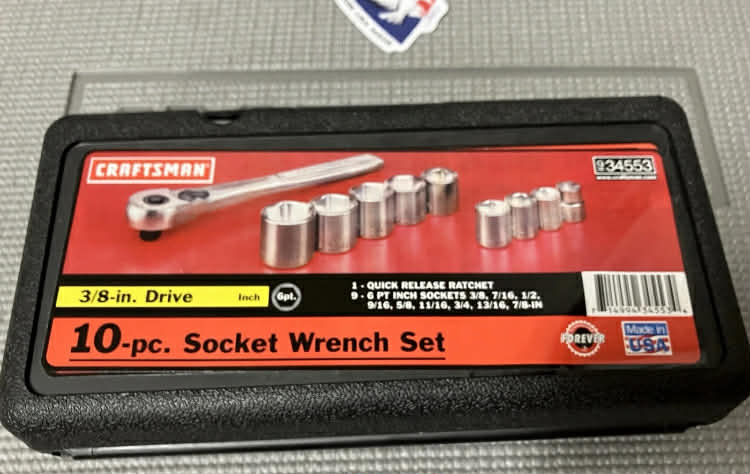 CRAFTSMAN
9 34553
3/8-in. Drive Inch 6pt.
1 - QUICK RELEASE RATCHET
9 - 6 PT INCH SOCKETS 3/8, 7/16, 1/2,
9/16, 5/8, 11/16, 3/4, 13/16, 7/8-IN
10-pc. Socket Wrench Set
FOREVER
Made in
USA